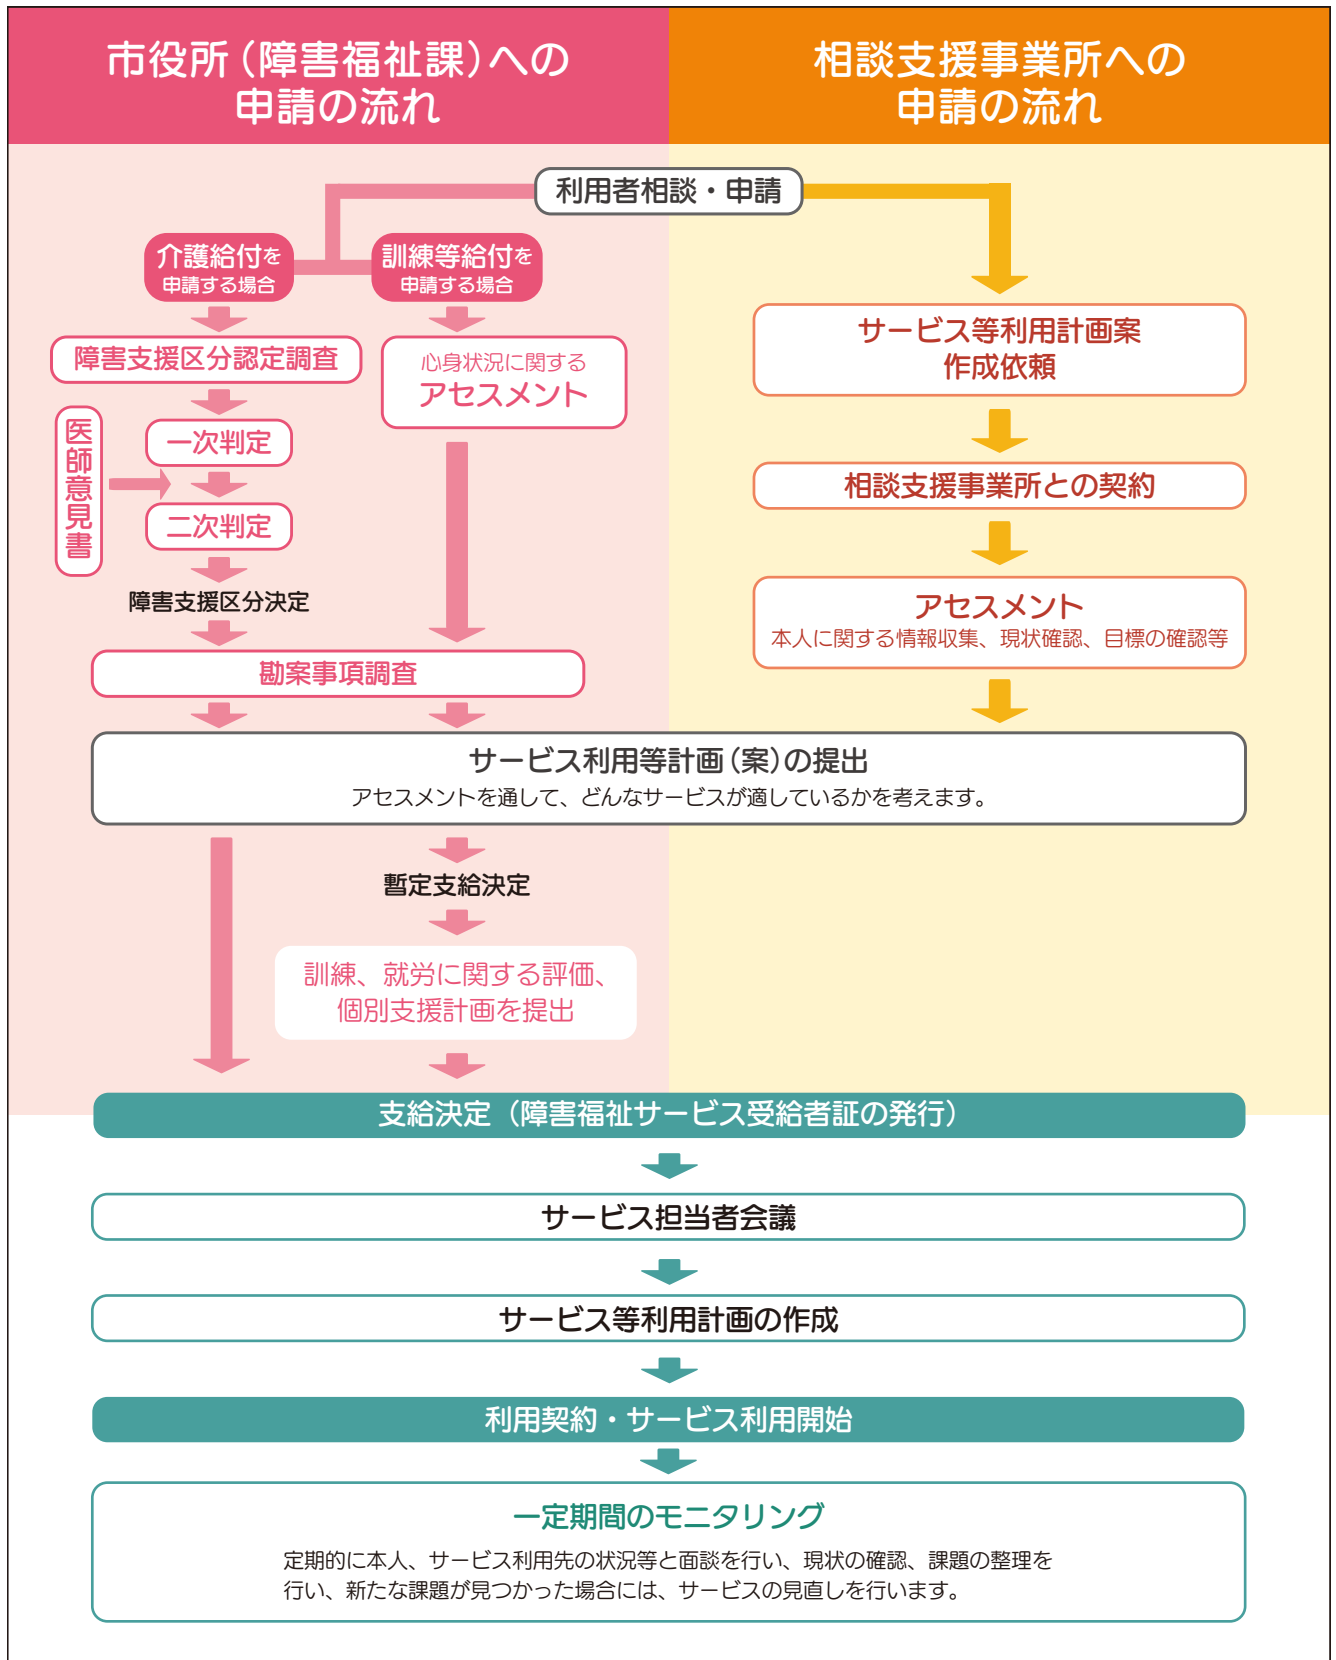 市役所(障害福祉課)への
申請の流れ
相談支援事業所への
申請の流れ
利用者相談・申請
介護給付を
申請する場合
訓練等給付を
申請する場合
障害支援区分認定調査
心身状況に関する
アセスメント
医師意見書
一次判定
二次判定
障害支援区分決定
勘案事項調査
サービス等利用計画案
作成依頼
相談支援事業所との契約
アセスメント
本人に関する情報収集、現状確認、目標の確認等
サービス利用等計画(案)の提出
アセスメントを通して、どんなサービスが適しているかを考えます。
暫定支給決定
訓練、就労に関する評価、
個別支援計画を提出
支給決定(障害福祉サービス受給者証の発行)
サービス担当者会議
サービス等利用計画の作成
利用契約・サービス利用開始
一定期間のモニタリング
定期的に本人、サービス利用先の状況等と面談を行い、現状の確認、課題の整理を
行い、新たな課題が見つかった場合には、サービスの見直しを行います。